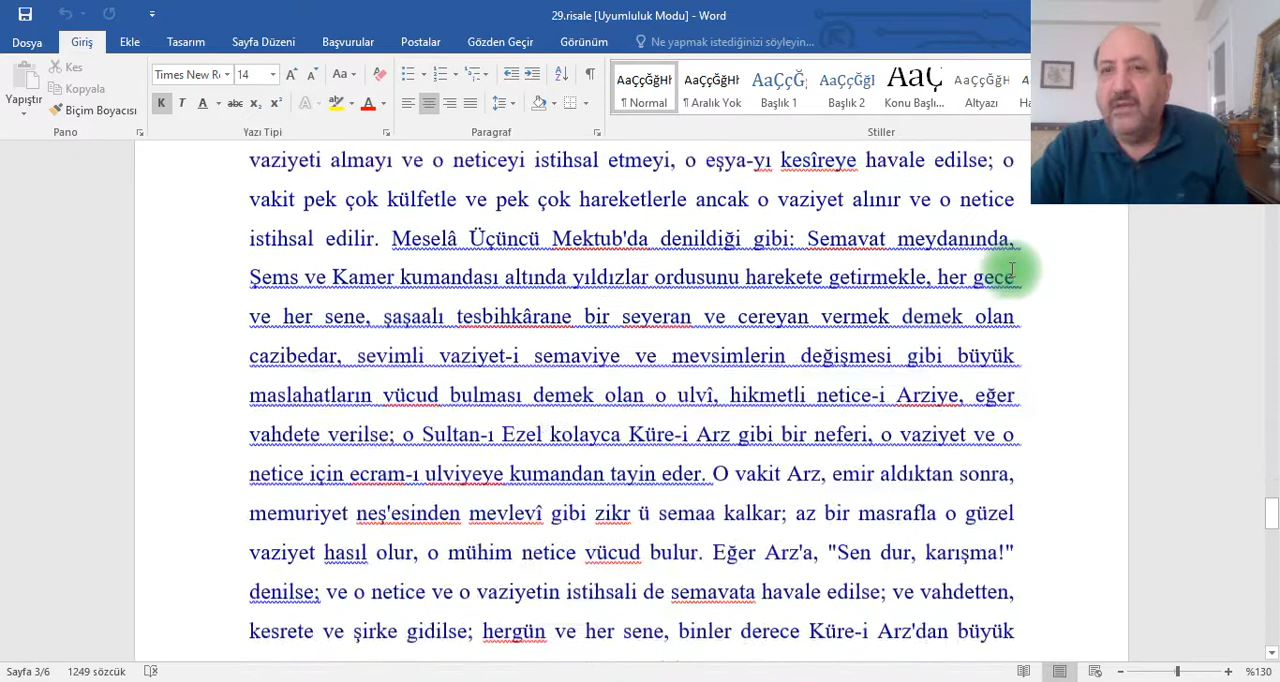 29.risale [Uyumluluk Modu] - Word
Dosya Giriş Ekle Tasarım Sayfa Düzeni Başvurular Postalar Gözden Geçir Görünüm Ne yapmak istediğinizi söyleyin...
Yapıştır
Kes
Kopyala
Biçim Boyacısı
Pano
Times New Ro 14
Yazı Tipi
Paragraf
AaÇçĞğHł AaÇçĞğHł AaÇçĞ AaÇçĞğI AaÇ AaÇçĞğH
¶ Normal ¶ Aralık Yok Başlık 1 Başlık 2 Konu Başlı... Altyazı
Stiller
vaziyeti almayı ve o neticeyi istihsal etmeyi, o eşya-yı kesîreye havale edilse; o
vakit pek çok külfetle ve pek çok hareketlerle ancak o vaziyet alınır ve o netice
istihsal edilir. Meselâ Üçüncü Mektub'da denildiği gibi: Semavat meydanında,
Şems ve Kamer kumandası altında yıldızlar ordusunu harekete getirmekle, her gece
ve her sene, şaşaalı tesbihkârane bir seyeran ve cereyan vermek demek olan
cazibedar, sevimli vaziyet-i semaviye ve mevsimlerin değişmesi gibi büyük
maslahatların vücud bulması demek olan o ulvî, hikmetli netice-i Arziye, eğer
vahdete verilse; o Sultan-ı Ezel kolayca Küre-i Arz gibi bir neferi, o vaziyet ve o
netice için ecram-ı ulviyeye kumandan tayin eder. O vakit Arz, emir aldıktan sonra,
memuriyet neş'esinden mevlevî gibi zikr ü semaa kalkar; az bir masrafla o güzel
vaziyet hasıl olur, o mühim netice vücud bulur. Eğer Arz'a, "Sen dur, karışma!"
denilse; ve o netice ve o vaziyetin istihsali de semavata havale edilse; ve vahdetten,
kesrete ve şirke gidilse; hergün ve her sene, binler derece Küre-i Arz'dan büyük
Sayfa 3/6 1249 sözcük %130